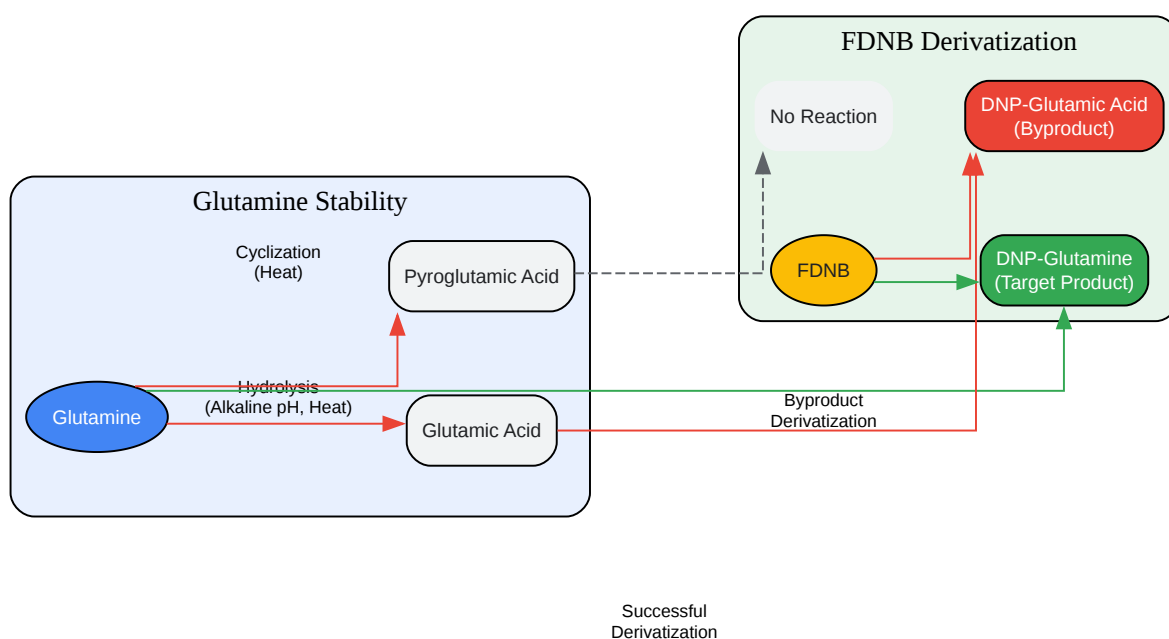 FDNB Derivatization
No Reaction
DNP-Glutamic Acid
(Byproduct)
Glutamine Stability
Cyclization
(Heat)
Pyroglutamic Acid
FDNB
DNP-Glutamine
(Target Product)
Hydrolysis
(Alkaline pH, Heat)
Glutamine
Glutamic Acid
Byproduct
Derivatization
Successful
Derivatization